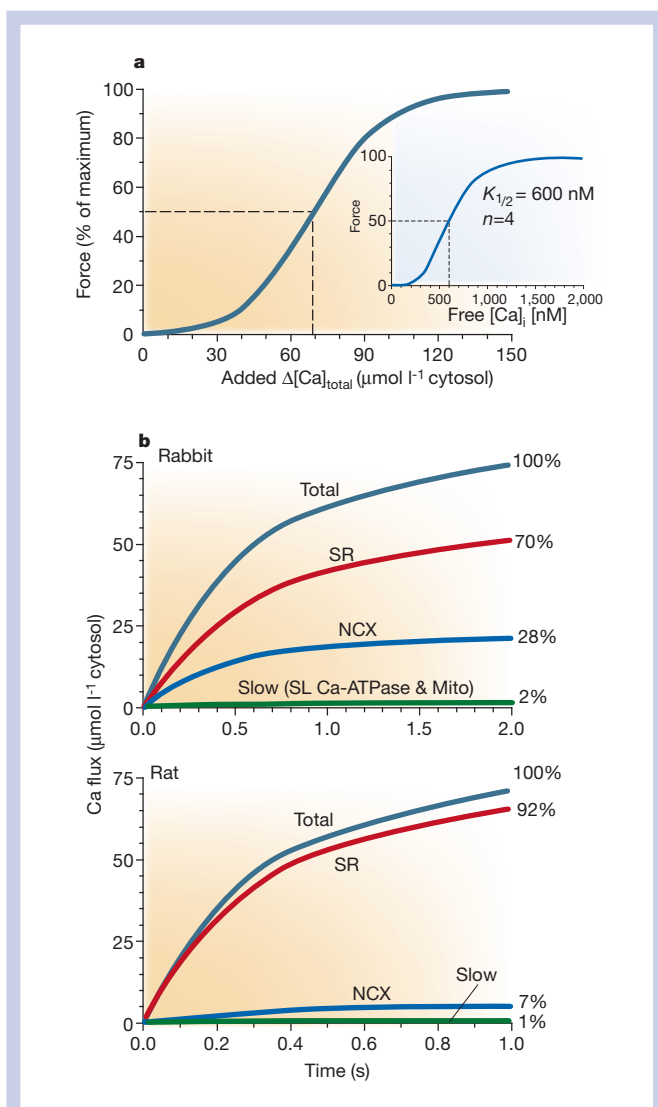 a
100
80
60
40
20
0
Force (% of maximum)
0 30 60 90 120 150
Added Δ[Ca]total (μmol l-1 cytosol)
100
50
0
Force
K1/2 = 600 nM
n=4
0 500 1,000 1,500 2,000
Free [Ca]i [nM]
b
Rabbit
75
50
25
0
Total
100%
SR
70%
NCX
28%
Slow (SL Ca-ATPase & Mito)
2%
0.0 0.5 1.0 1.5 2.0
Ca flux (μmol l-1 cytosol)
Rat
75
50
25
0
Total
100%
SR
92%
Slow
NCX
7%
1%
0.0 0.2 0.4 0.6 0.8 1.0
Time (s)